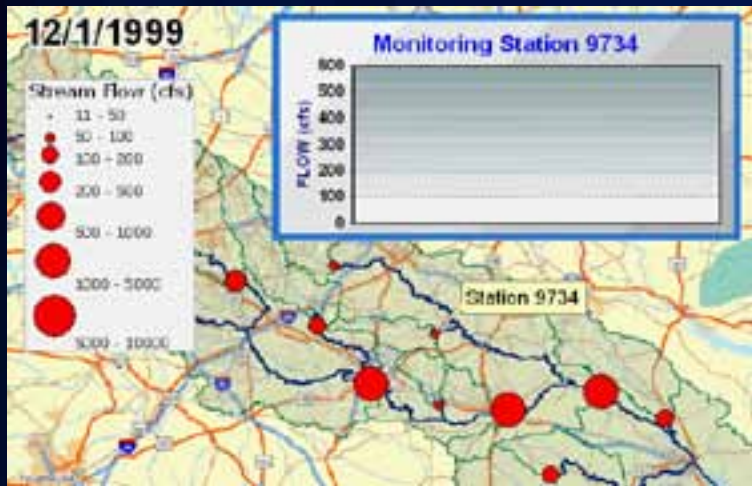 12/1/1999
Stream Flow (cfs)
11 - 50
50 - 100
100 - 200
200 - 500
500 - 1000
1000 - 5000
5000 - 10000
Monitoring Station 9734
FLOW (cfs)
600
500
400
300
200
100
0
Station 9734